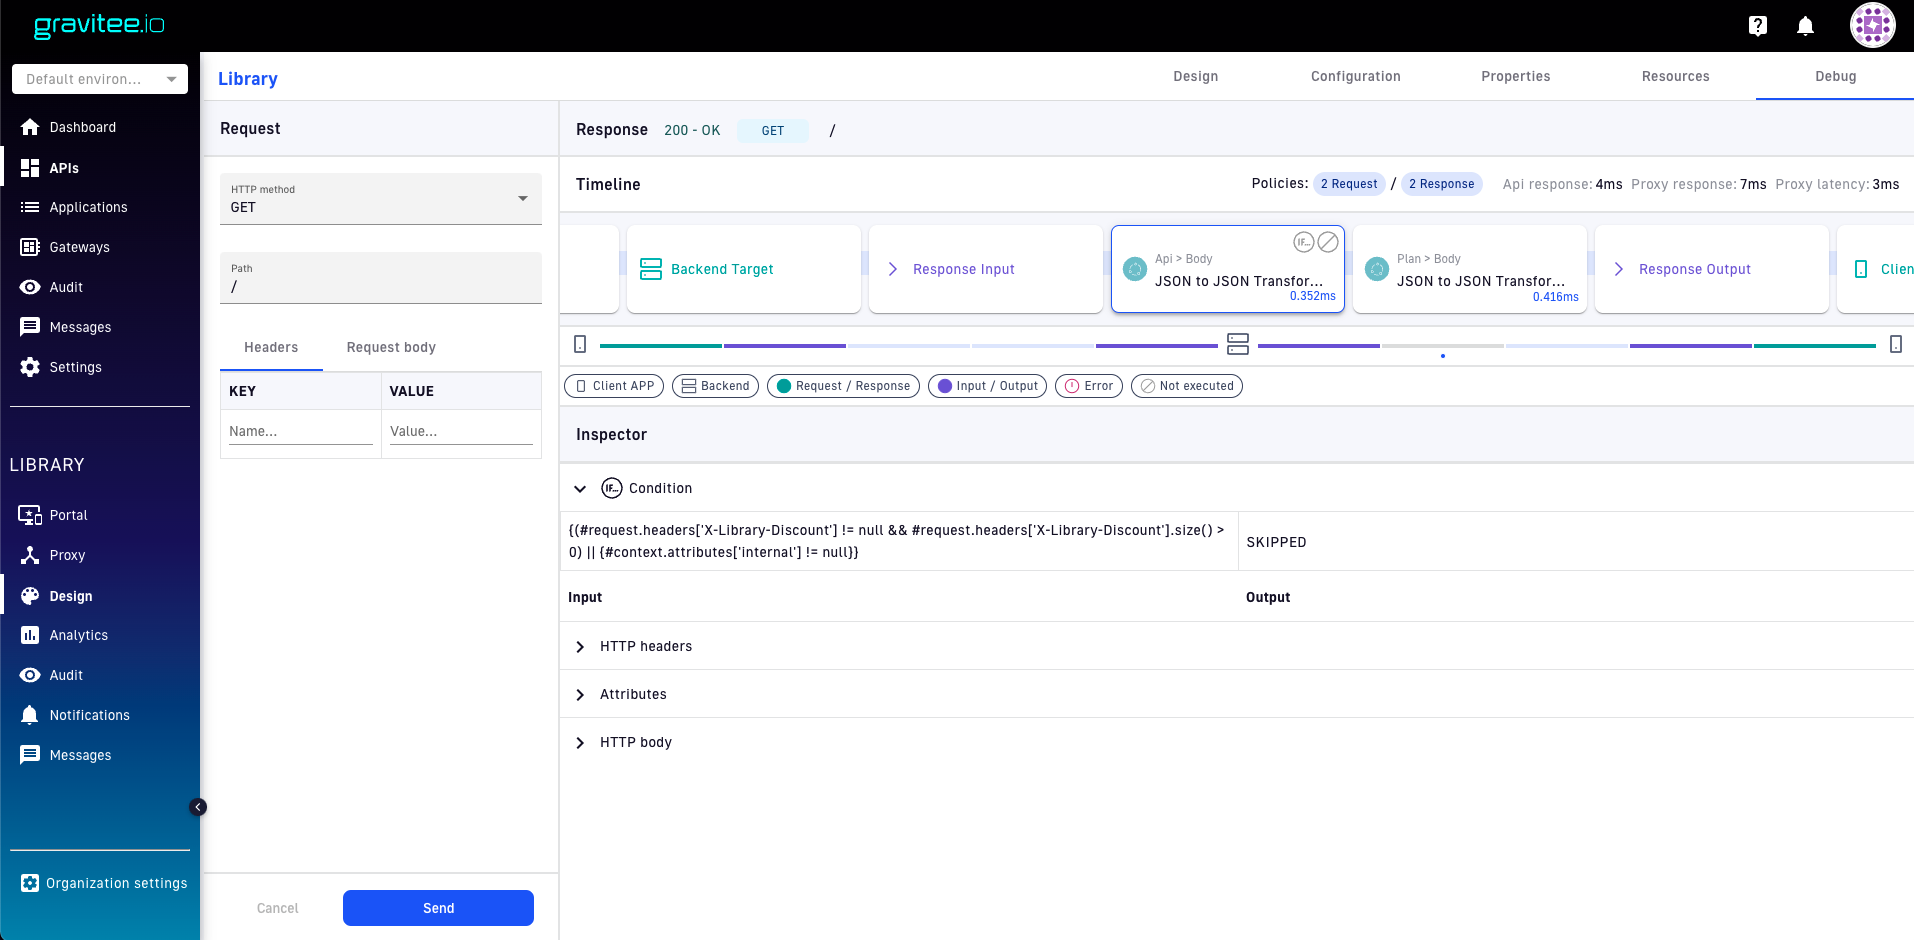 gravitee.io
Default environ...
Dashboard
APIs
Applications
Gateways
Audit
Messages
Settings
LIBRARY
Portal
Proxy
Design
Analytics
Audit
Notifications
Messages
Organization settings
Library
Design
Configuration
Properties
Resources
Debug
Request
HTTP method
GET
Path
/
Headers
Request body
KEY
VALUE
Name...
Value...
Cancel
Send
Response 200 - OK GET /
Timeline
Policies: 2 Request / 2 Response Api response: 4ms Proxy response: 7ms Proxy latency: 3ms
Backend Target
Response Input
IF...
Api > Body
JSON to JSON Transfor...
0.352ms
Plan > Body
JSON to JSON Transfor...
0.416ms
Response Output
Clien
Client APP
Backend
Request / Response
Input / Output
Error
Not executed
Inspector
IF... Condition
{(#request.headers['X-Library-Discount'] != null && #request.headers['X-Library-Discount'].size() >
0) || {#context.attributes['internal'] != null}}
SKIPPED
Input
Output
HTTP headers
Attributes
HTTP body